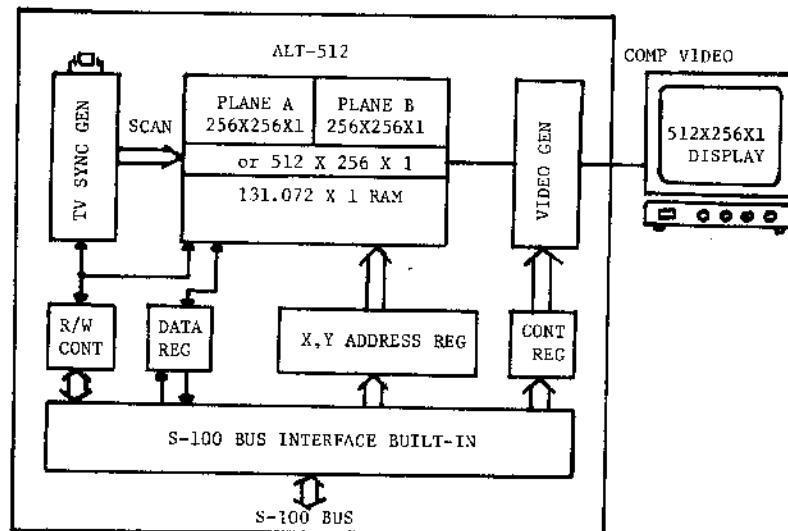 ALT-512
COMP VIDEO
TV SYNC GEN
SCAN
PLANE A
256X256X1
PLANE B
256X256X1
or 512 X 256 X 1
131.072 X 1 RAM
VIDEO GEN
512X256X1
DISPLAY
R/W
CONT
DATA
REG
X,Y ADDRESS REG
CONT
REG
S-100 BUS INTERFACE BUILT-IN
S-100 BUS